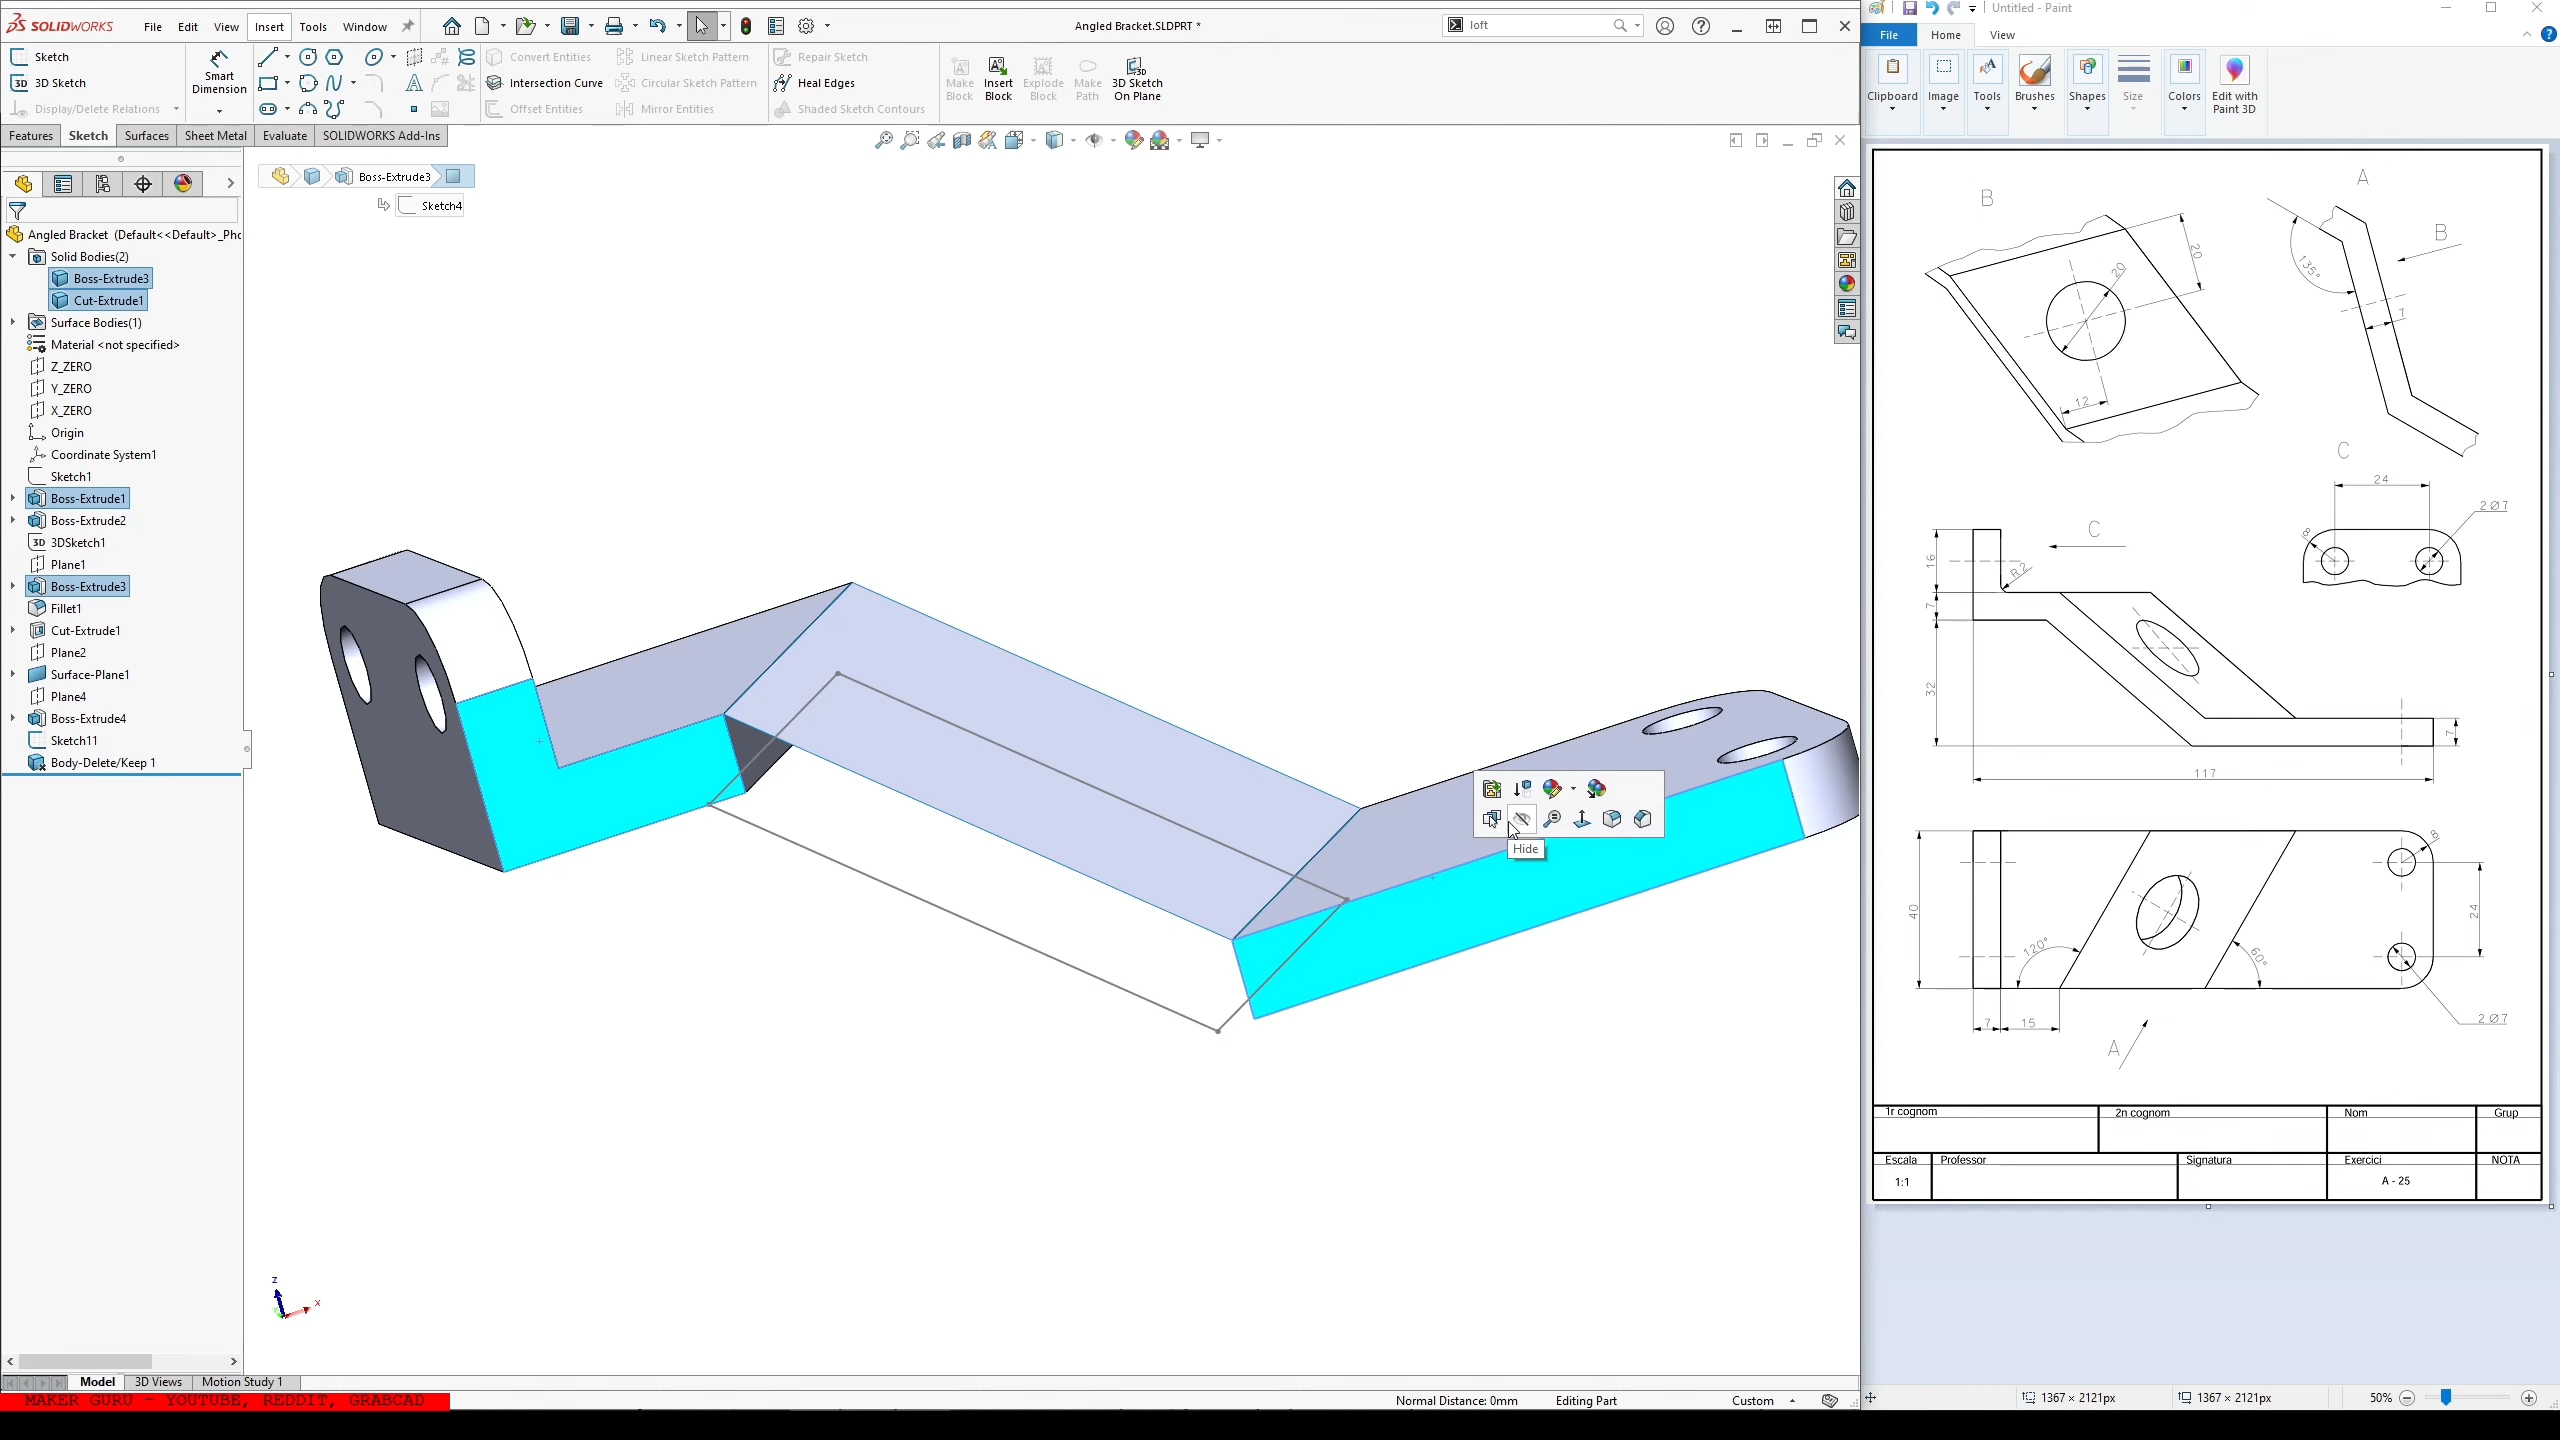 SOLIDWORKS
File Edit View Insert Tools Window
Angled Bracket.SLDPRT *
loft
Sketch
3D Sketch
Display/Delete Relations
Smart Dimension
Convert Entities
Intersection Curve
Offset Entities
Linear Sketch Pattern
Circular Sketch Pattern
Mirror Entities
Repair Sketch
Heal Edges
Shaded Sketch Contours
Make Block
Insert Block
Explode Block
Make Path
3D Sketch On Plane
Features Sketch Surfaces Sheet Metal Evaluate SOLIDWORKS Add-Ins
Boss-Extrude3
Sketch4
Angled Bracket (Default<<Default>_Phc
Solid Bodies(2)
Boss-Extrude3
Cut-Extrude1
Surface Bodies(1)
Material <not specified>
Z_ZERO
Y_ZERO
X_ZERO
Origin
Coordinate System1
Sketch1
Boss-Extrude1
Boss-Extrude2
3D 3DSketch1
Plane1
Boss-Extrude3
Fillet1
Cut-Extrude1
Plane2
Surface-Plane1
Plane4
Boss-Extrude4
Sketch11
Body-Delete/Keep 1
Hide
z
x
Model 3D Views Motion Study 1
MAKER GURU - YOUTUBE, REDDIT, GRABCAD
Normal Distance: 0mm Editing Part Custom
Untitled - Paint
File Home View
Clipboard
Image
Tools
Brushes
Shapes
Size
Colors
Edit with Paint 3D
B
A
20
20
12
135°
B
7
C
24
8
2 Ø7
C
16
R2
7
32
7
117
40
120°
60°
8
24
2 Ø7
7 15
A
1r cognom 2n cognom Nom Grup
Escala Professor Signatura Exercici NOTA
1:1 A - 25
1367 × 2121px 1367 × 2121px 50%